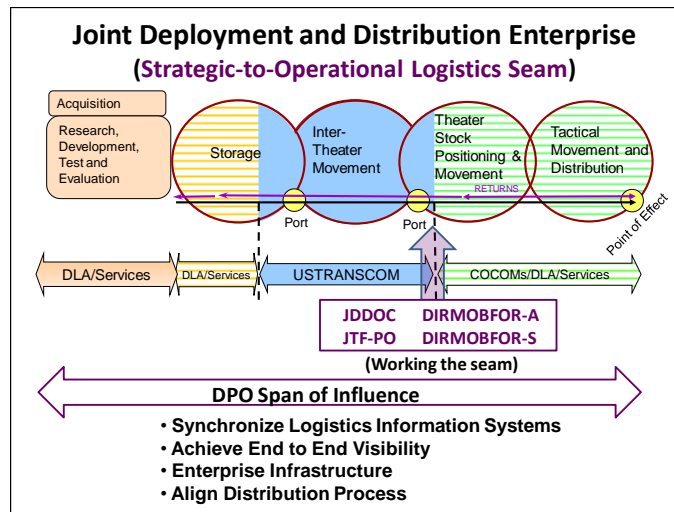 Joint Deployment and Distribution Enterprise
(Strategic-to-Operational Logistics Seam)
Acquisition
Research,
Development,
Test and
Evaluation
Storage
Inter-
Theater
Movement
Theater
Stock
Positioning &
Movement
Tactical
Movement and
Distribution
RETURNS
Port
Port
Point of Effect
DLA/Services
DLA/Services
USTRANSCOM
COCOMs/DLA/Services
JDDOC DIRMOBFOR-A
JTF-PO DIRMOBFOR-S
(Working the seam)
DPO Span of Influence
• Synchronize Logistics Information Systems
• Achieve End to End Visibility
• Enterprise Infrastructure
• Align Distribution Process